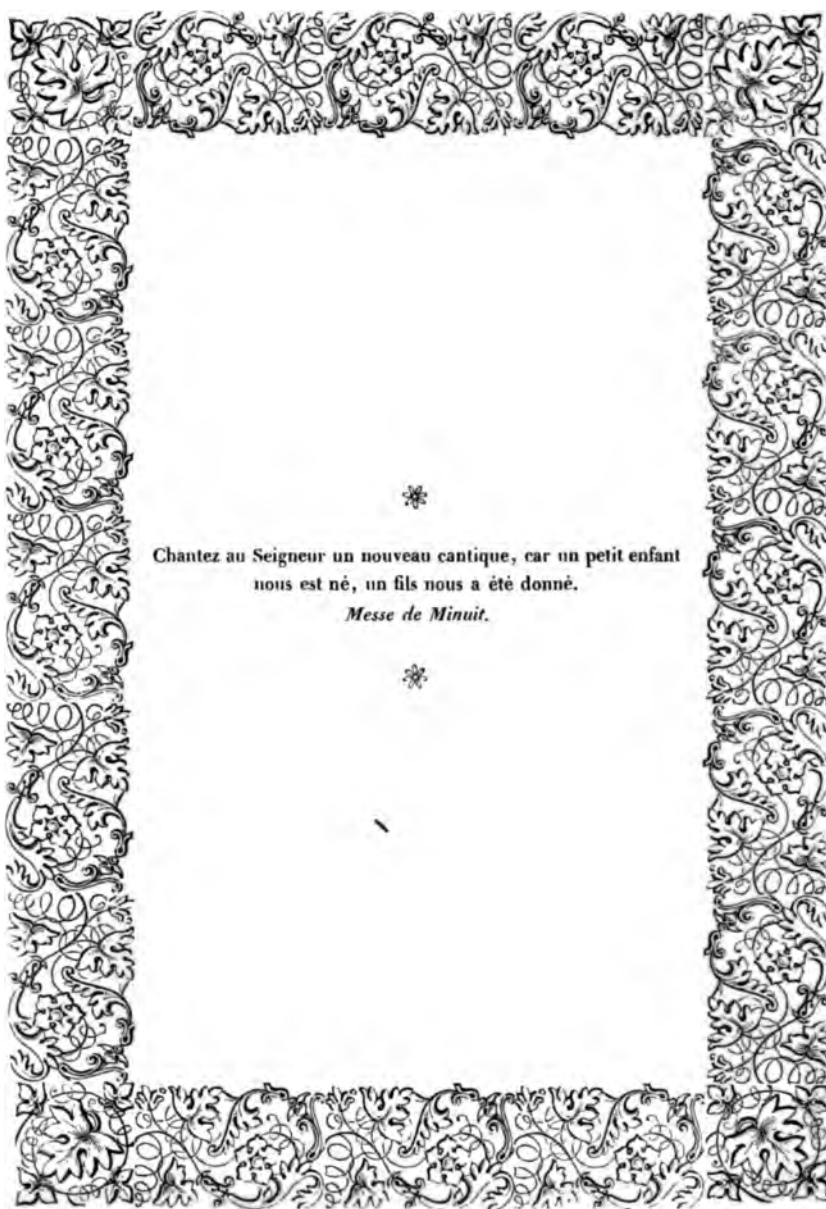 Chantez au Seigneur un nouveau cantique, car un petit enfant
nous est né, un fils nous a été donné.
Messe de Minuit.